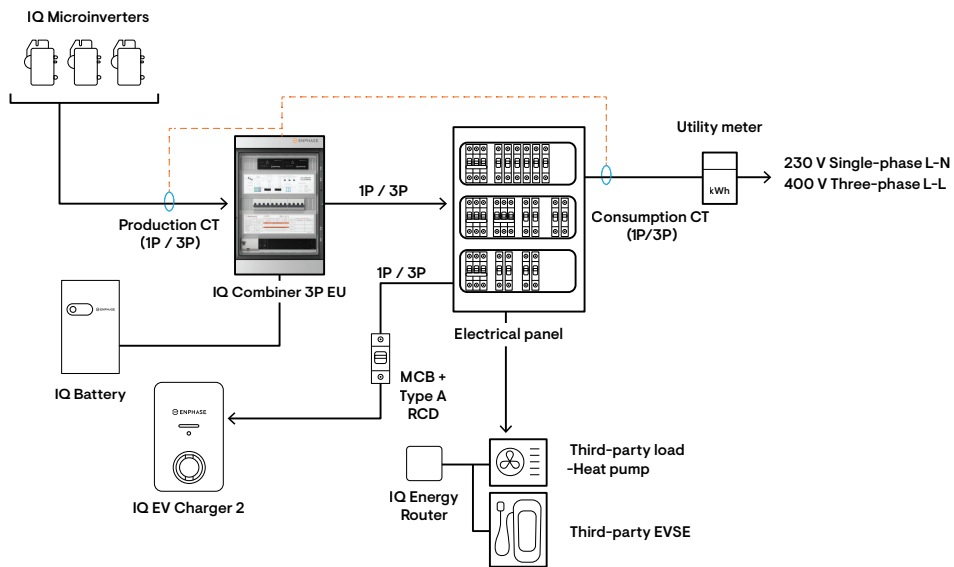 IQ Microinverters
ENPHASE
Utility meter
230 V Single-phase L-N
400 V Three-phase L-L
kWh
1P / 3P
Production CT
(1P / 3P)
Consumption CT
(1P/3P)
1P / 3P
IQ Combiner 3P EU
Electrical panel
ENPHASE
IQ Battery
MCB +
Type A
RCD
ENPHASE
IQ EV Charger 2
Third-party load
-Heat pump
IQ Energy
Router
Third-party EVSE